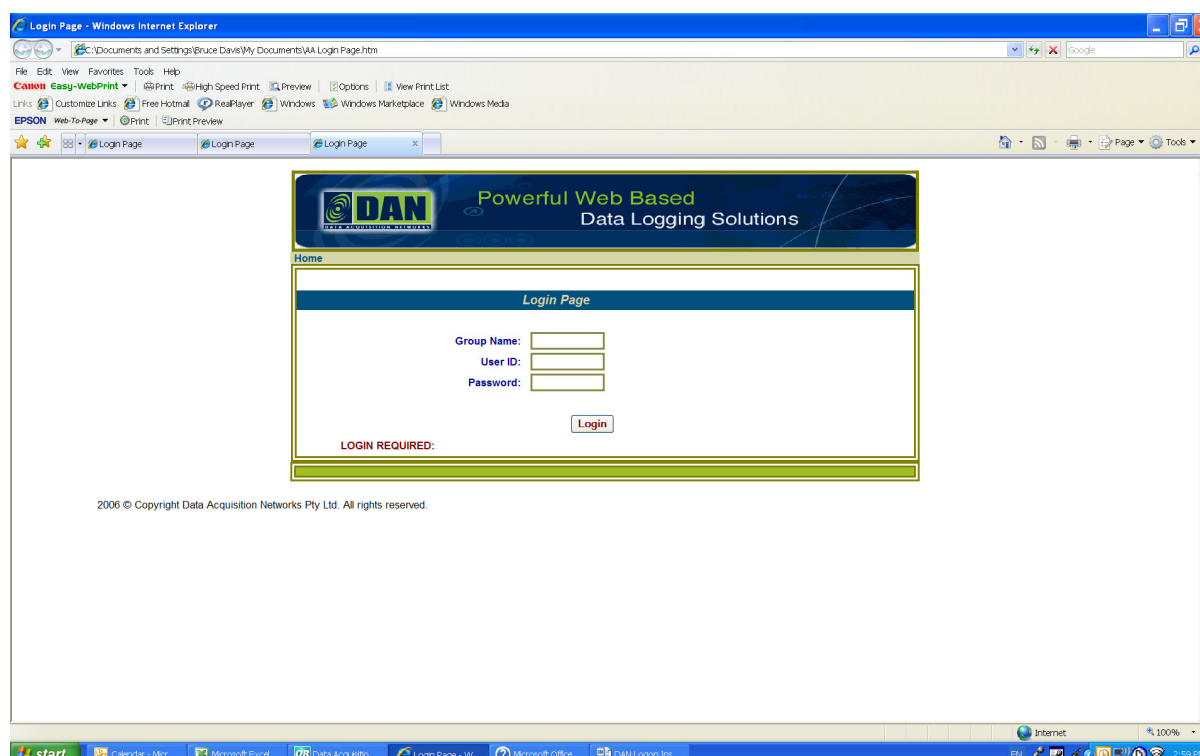 Login Page - Windows Internet Explorer
C:\Documents and Settings\Bruce Davis\My Documents\AA Login Page.htm
Google
File Edit View Favorites Tools Help
Canon Easy-WebPrint Print High Speed Print Preview Options View Print List
Links Customize Links Free Hotmail RealPlayer Windows Windows Marketplace Windows Media
EPSON Web-To-Page Print Print Preview
Login Page Login Page Login Page x Page Tools
DAN
DATA ACQUISITION NETWORKS
Powerful Web Based
Data Logging Solutions
Home
Login Page
Group Name:
User ID:
Password:
Login
LOGIN REQUIRED:
2006 © Copyright Data Acquisition Networks Pty Ltd. All rights reserved.
Internet 100%
start Calendar - Micr... Microsoft Excel ... Data Acquisitio... Login Page - W... Microsoft Office ... DAN Logon Ins... EN 2:59 P